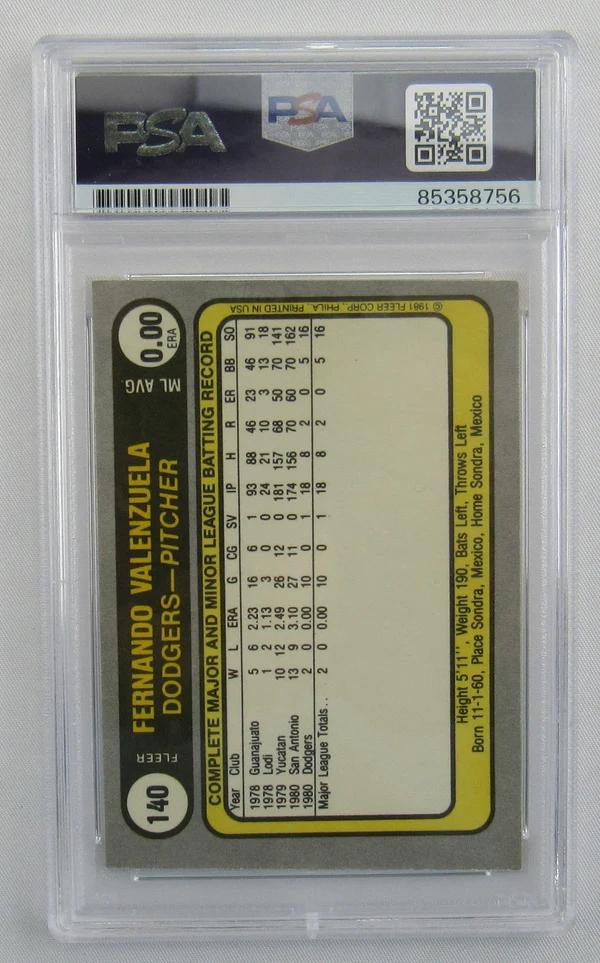 PSA
PSA
85358756
140
FLEER
FERNANDO VALENZUELA
DODGERS—PITCHER
ML AVG.
0.00
ERA
COMPLETE MAJOR AND MINOR LEAGUE BATTING RECORD
Year Club W L ERA G CG SV IP H R ER BB SO
1978 Guanajuato 5 6 2.23 16 6 1 93 88 46 23 46 91
1978 Lodi 1 2 1.13 3 0 0 24 21 10 3 13 18
1979 Yucatan 10 12 2.49 26 12 0 181 157 68 50 70 141
1980 San Antonio 13 9 3.10 27 11 0 174 156 70 60 70 162
1980 Dodgers 2 0 0.00 10 0 1 18 8 2 0 5 16
Major League Totals.. 2 0 0.00 10 0 1 18 8 2 0 5 16
Height 5'11", Weight 190, Bats Left, Throws Left
Born 11-1-60, Place Sondra, Mexico, Home Sondra, Mexico
© 1981 FLEER CORP., PHILA., PRINTED IN USA